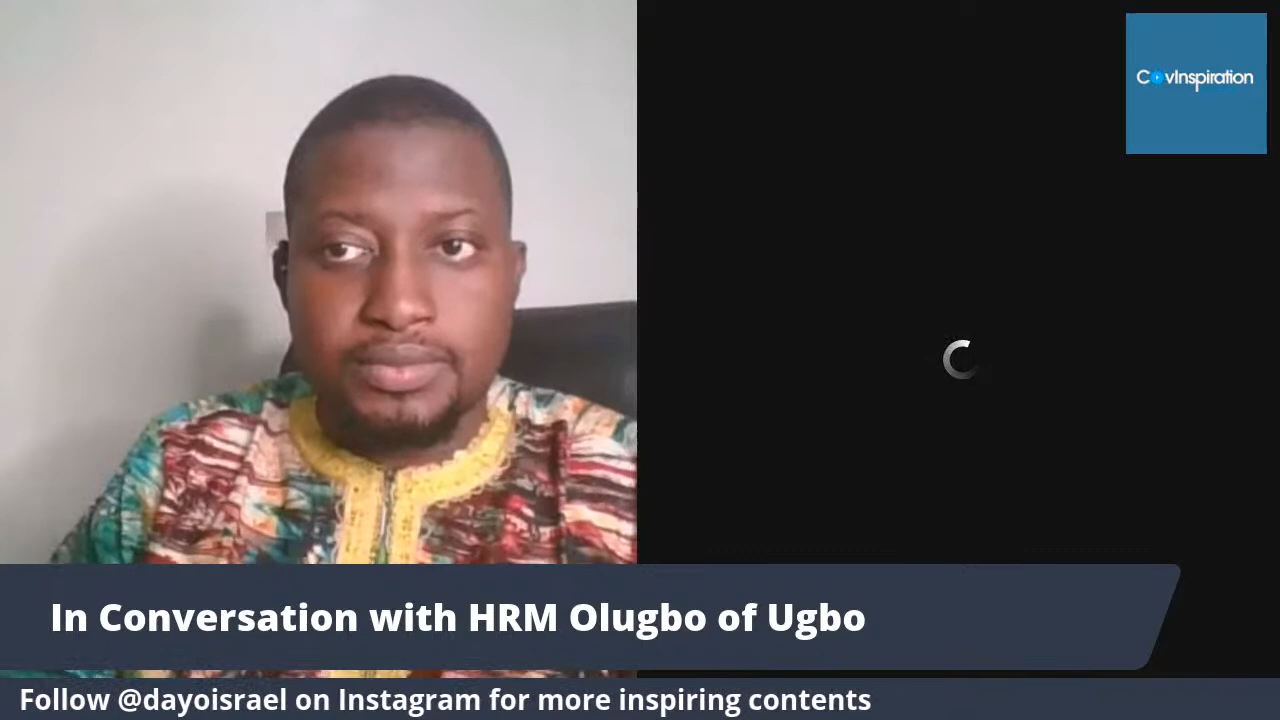 CovInspiration
In Conversation with HRM Olugbo of Ugbo
Follow @dayoisrael on Instagram for more inspiring contents